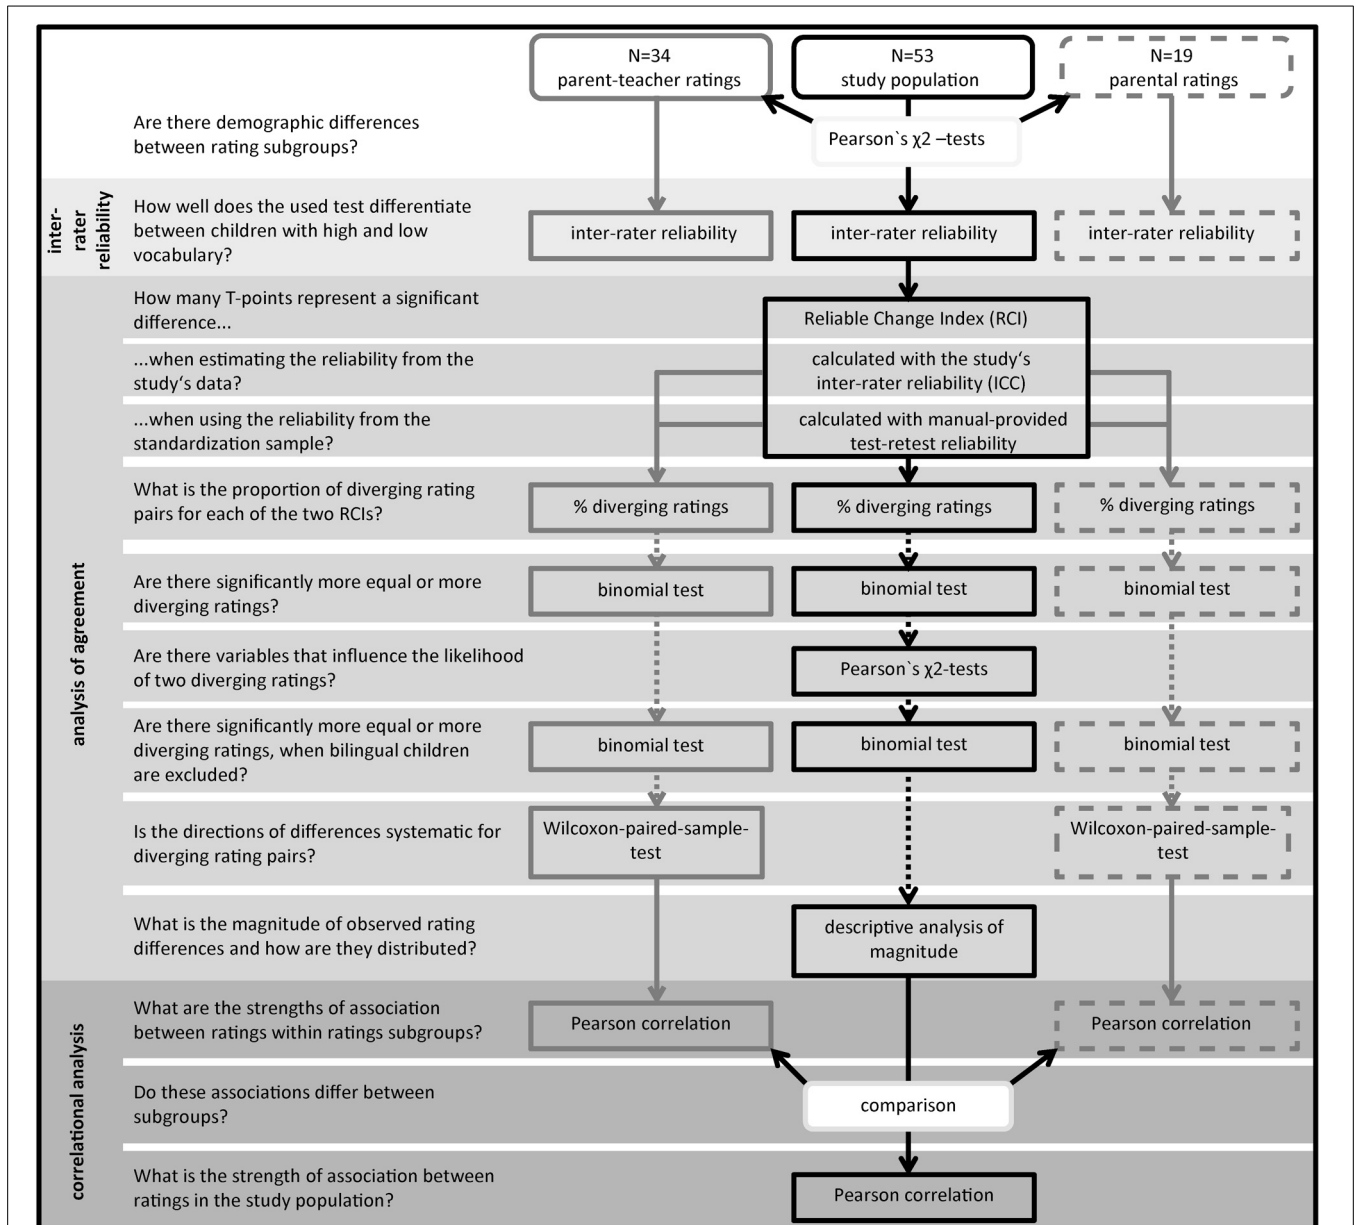 N=34
parent-teacher ratings
N=53
study population
N=19
parental ratings
Are there demographic differences
between rating subgroups?
Pearson`s χ2 –tests
inter-
rater
reliability
How well does the used test differentiate
between children with high and low
vocabulary?
inter-rater reliability
inter-rater reliability
inter-rater reliability
analysis of agreement
How many T-points represent a significant
difference...
Reliable Change Index (RCI)
...when estimating the reliability from the
study‘s data?
calculated with the study‘s
inter-rater reliability (ICC)
...when using the reliability from the
standardization sample?
calculated with manual-provided
test-retest reliability
What is the proportion of diverging rating
pairs for each of the two RCIs?
% diverging ratings
% diverging ratings
% diverging ratings
Are there significantly more equal or more
diverging ratings?
binomial test
binomial test
binomial test
Are there variables that influence the likelihood
of two diverging ratings?
Pearson`s χ2-tests
Are there significantly more equal or more
diverging ratings, when bilingual children
are excluded?
binomial test
binomial test
binomial test
Is the directions of differences systematic for
diverging rating pairs?
Wilcoxon-paired-sample-
test
Wilcoxon-paired-sample-
test
What is the magnitude of observed rating
differences and how are they distributed?
descriptive analysis of
magnitude
correlational analysis
What are the strengths of association
between ratings within ratings subgroups?
Pearson correlation
Pearson correlation
Do these associations differ between
subgroups?
comparison
What is the strength of association between
ratings in the study population?
Pearson correlation